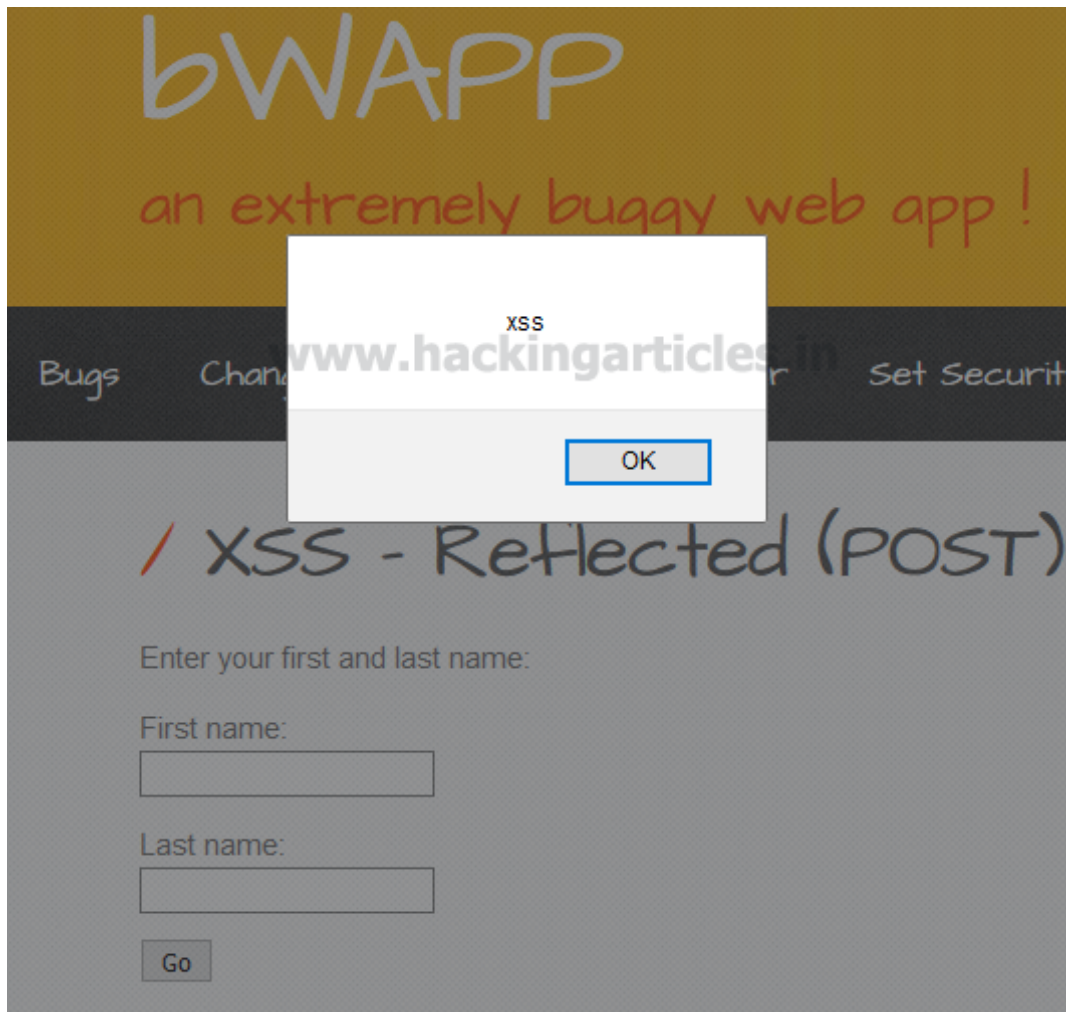 bWAPP
an extremely buggy web app !
xss
www.hackingarticles.in
Bugs Chang r Set Securit
OK
/ XSS - Reflected (POST)
Enter your first and last name:
First name:
Last name:
Go